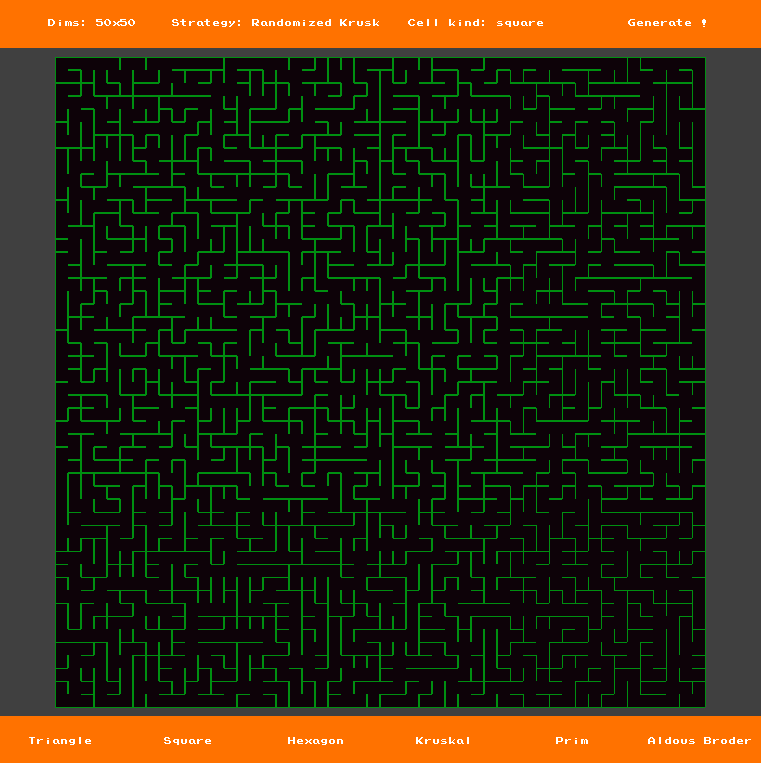 Dims: 50x50 Strategy: Randomized Krusk Cell kind: square Generate !
Triangle Square Hexagon Kruskal Prim Aldous Broder